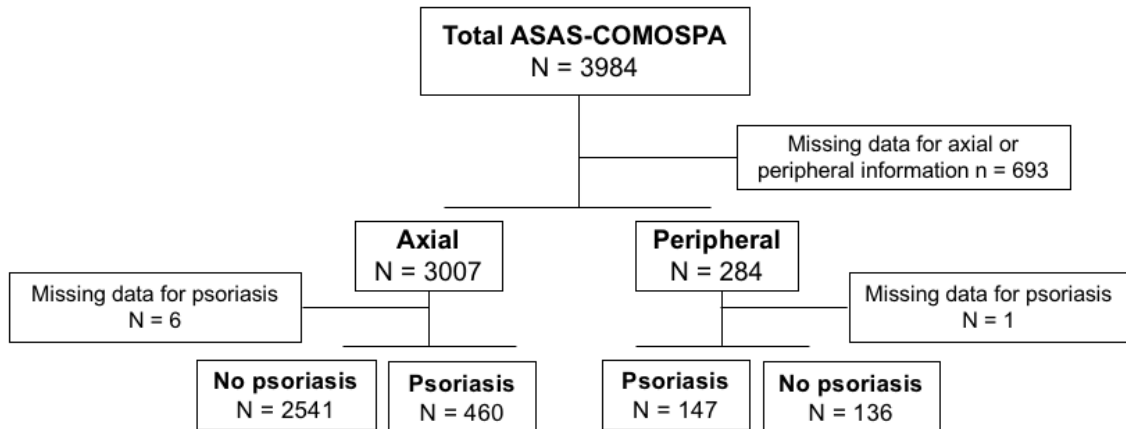 Total ASAS-COMOSPA
N = 3984
Missing data for axial or
peripheral information n = 693
Axial
N = 3007
Peripheral
N = 284
Missing data for psoriasis
N = 6
Missing data for psoriasis
N = 1
No psoriasis
N = 2541
Psoriasis
N = 460
Psoriasis
N = 147
No psoriasis
N = 136